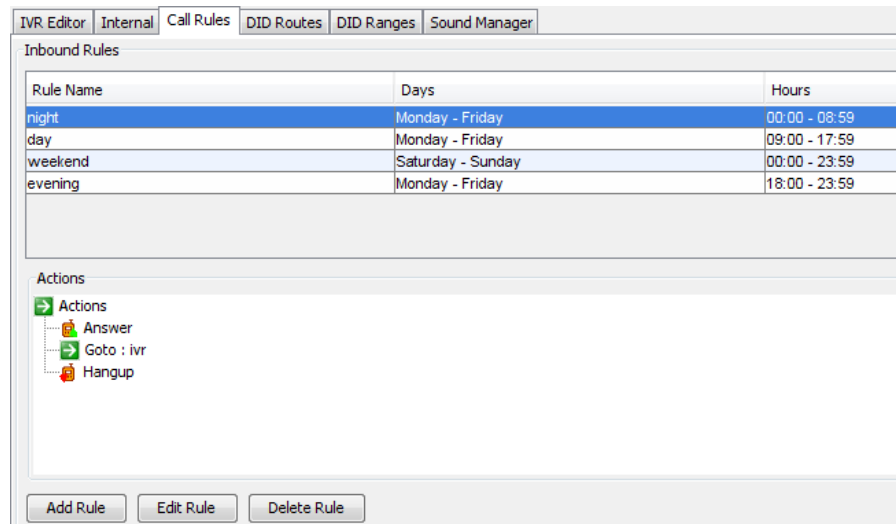 IVR Editor Internal Call Rules DID Routes DID Ranges Sound Manager
Inbound Rules
Rule Name Days Hours
night Monday - Friday 00:00 - 08:59
day Monday - Friday 09:00 - 17:59
weekend Saturday - Sunday 00:00 - 23:59
evening Monday - Friday 18:00 - 23:59
Actions
Actions
Answer
Goto : ivr
Hangup
Add Rule Edit Rule Delete Rule